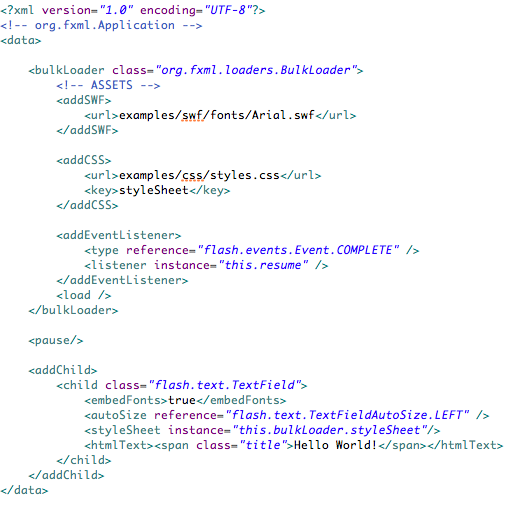 <?xml version="1.0" encoding="UTF-8"?>
<!-- org.fxml.Application -->
<data>
<bulkLoader class="org.fxml.loaders.BulkLoader">
<!-- ASSETS -->
<addSWF>
<url>examples/swf/fonts/Arial.swf</url>
</addSWF>
<addCSS>
<url>examples/css/styles.css</url>
<key>styleSheet</key>
</addCSS>
<addEventListener>
<type reference="flash.events.Event.COMPLETE" />
<listener instance="this.resume" />
</addEventListener>
<load />
</bulkLoader>
<pause/>
<addChild>
<child class="flash.text.TextField">
<embedFonts>true</embedFonts>
<autoSize reference="flash.text.TextFieldAutoSize.LEFT" />
<styleSheet instance="this.bulkLoader.styleSheet"/>
<htmlText><span class="title">Hello World!</span></htmlText>
</child>
</addChild>
</data>